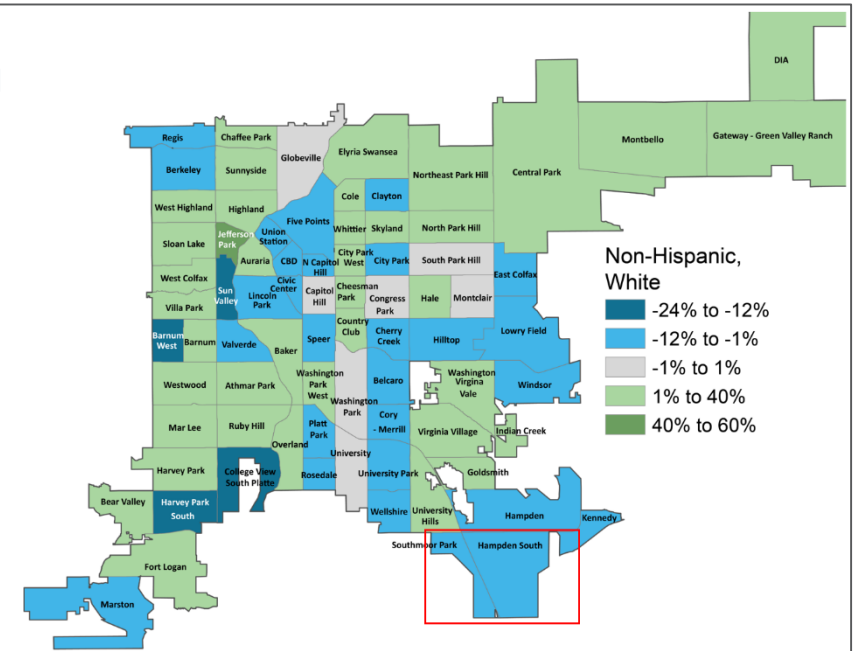 DIA
Regis
Chaffee Park
Globeville
Elyria Swansea
Montbello
Gateway - Green Valley Ranch
Berkeley
Sunnyside
Northeast Park Hill
Central Park
West Highland
Highland
Cole
Clayton
Five Points
Jefferson
Park
Union
Station
Whittier
Skyland
North Park Hill
Sloan Lake
Auraria
CBD
N Capitol
Hill
City Park
West
City Park
South Park Hill
East Colfax
West Colfax
Sun
Valley
Civic
Center
Lincoln
Park
Capitol
Hill
Cheesman
Park
Congress
Park
Hale
Montclair
Villa Park
Country
Club
Barnum
West
Barnum
Valverde
Baker
Speer
Cherry
Creek
Hilltop
Lowry Field
Westwood
Athmar Park
Washington
Park
West
Washington
Park
Belcaro
Washington
Virgina
Vale
Windsor
Mar Lee
Ruby Hill
Overland
Platt
Park
Cory
- Merrill
Virginia Village
Indian Creek
University
Harvey Park
College View
South Platte
Rosedale
University Park
Goldsmith
Bear Valley
Harvey Park
South
Wellshire
University
Hills
Hampden
Kennedy
Southmoor Park
Hampden South
Fort Logan
Marston
Non-Hispanic,
White
-24% to -12%
-12% to -1%
-1% to 1%
1% to 40%
40% to 60%